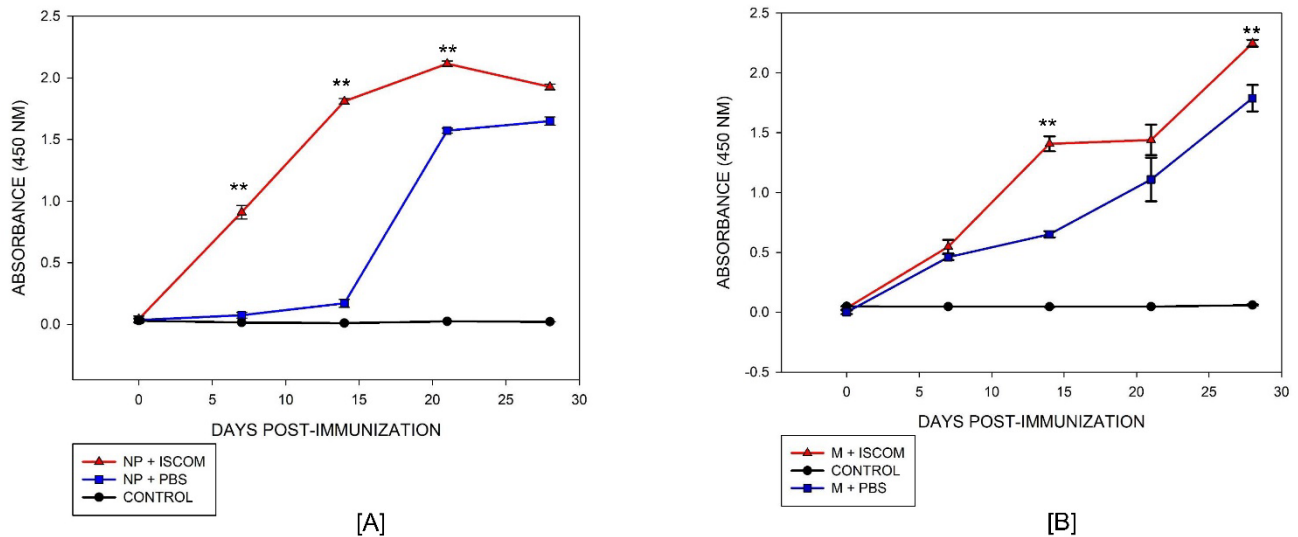 2.5
2.0
1.5
1.0
0.5
0.0
ABSORBANCE (450 NM)
**
**
**
0 5 10 15 20 25 30
DAYS POST-IMMUNIZATION
NP + ISCOM
NP + PBS
CONTROL
[A]
2.5
2.0
1.5
1.0
0.5
0.0
-0.5
ABSORBANCE (450 NM)
**
**
0 5 10 15 20 25 30
DAYS POST-IMMUNIZATION
M + ISCOM
CONTROL
M + PBS
[B]